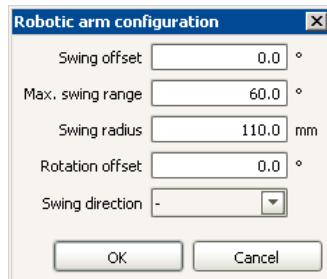 Robotic arm configuration
Swing offset 0.0 °
Max. swing range 60.0 °
Swing radius 110.0 mm
Rotation offset 0.0 °
Swing direction -
OK Cancel